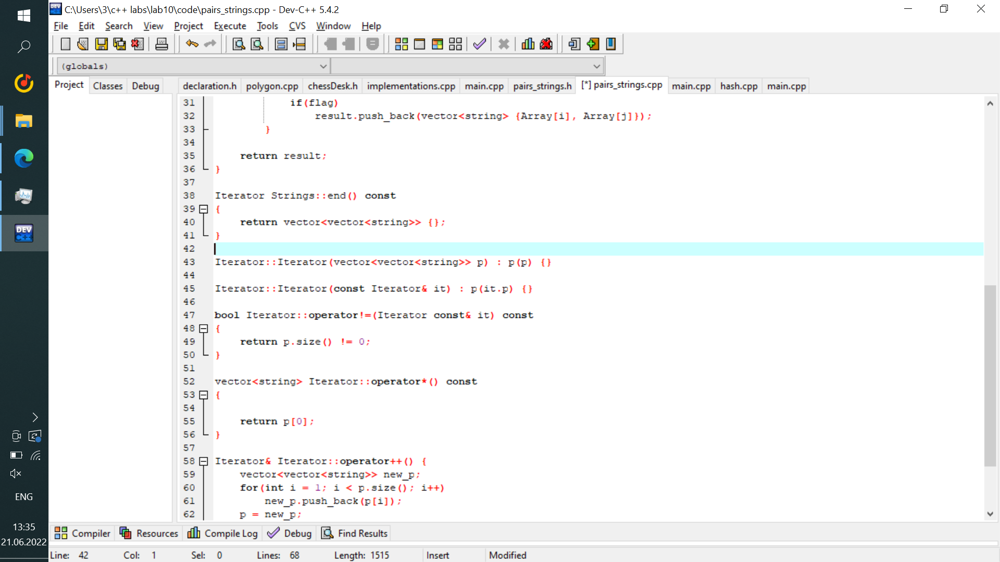 C:\Users\3\c++ labs\lab10\code\pairs_strings.cpp - Dev-C++ 5.4.2
File Edit Search View Project Execute Tools CVS Window Help
(globals)
Project Classes Debug
declaration.h polygon.cpp chessDesk.h implementations.cpp main.cpp pairs_strings.h [*] pairs_strings.cpp main.cpp hash.cpp main.cpp
31 if(flag)
32 result.push_back(vector<string> {Array[i], Array[j]});
33 }
34
35 return result;
36 }
37
38 Iterator Strings::end() const
39 {
40 return vector<vector<string>> {};
41 }
42
43 Iterator::Iterator(vector<vector<string>> p) : p(p) {}
44
45 Iterator::Iterator(const Iterator& it) : p(it.p) {}
46
47 bool Iterator::operator!=(Iterator const& it) const
48 {
49 return p.size() != 0;
50 }
51
52 vector<string> Iterator::operator*() const
53 {
54
55 return p[0];
56 }
57
58 Iterator& Iterator::operator++() {
59 vector<vector<string>> new_p;
60 for(int i = 1; i < p.size(); i++)
61 new_p.push_back(p[i]);
62 p = new_p;
Compiler Resources Compile Log Debug Find Results
Line: 42 Col: 1 Sel: 0 Lines: 68 Length: 1515 Insert Modified
DEV
C++
ENG
13:35
21.06.2022